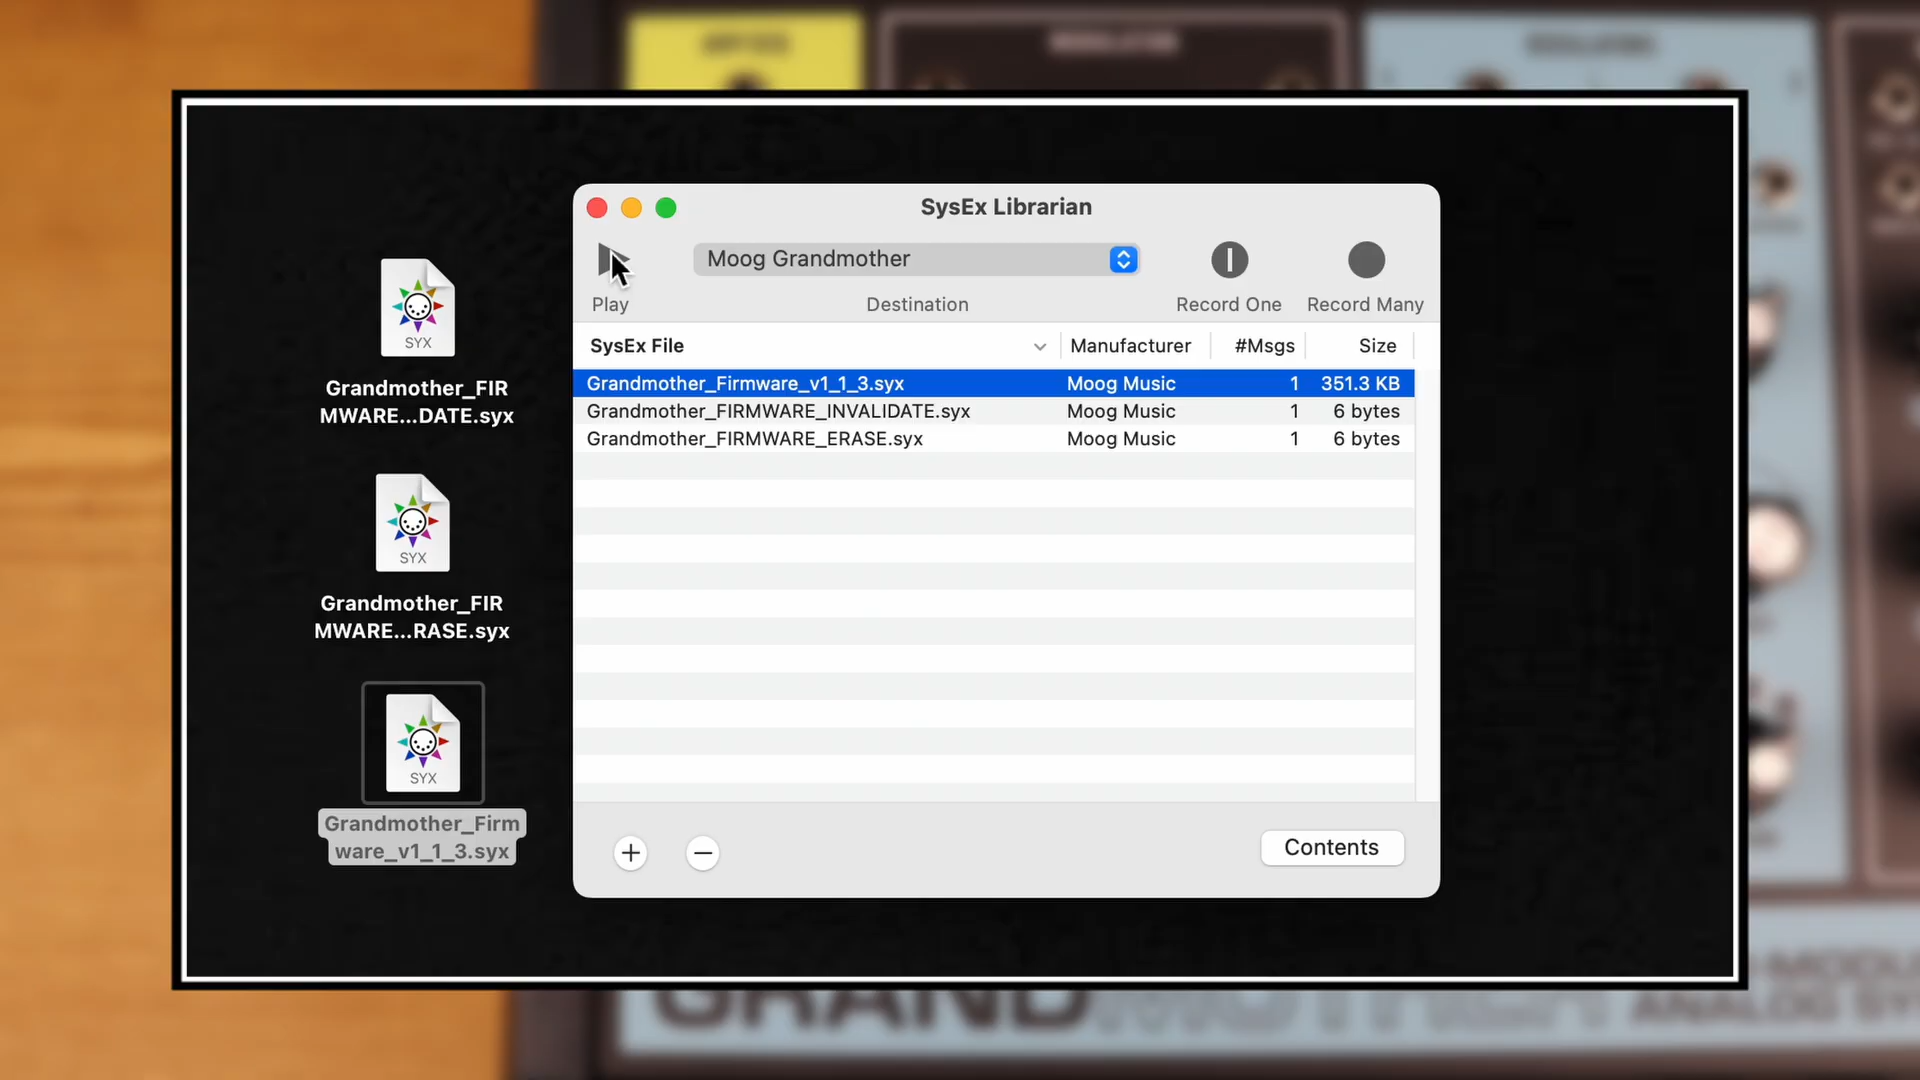 SysEx Librarian
Moog Grandmother
Play
Destination
Record One
Record Many
SysEx File
Manufacturer
#Msgs
Size
Grandmother_Firmware_v1_1_3.syx Moog Music 1 351.3 KB
Grandmother_FIRMWARE_INVALIDATE.syx Moog Music 1 6 bytes
Grandmother_FIRMWARE_ERASE.syx Moog Music 1 6 bytes
Contents
SYX
Grandmother_FIR
MWARE...DATE.syx
SYX
Grandmother_FIR
MWARE...RASE.syx
SYX
Grandmother_Firm
ware_v1_1_3.syx
GRANDMOTHER